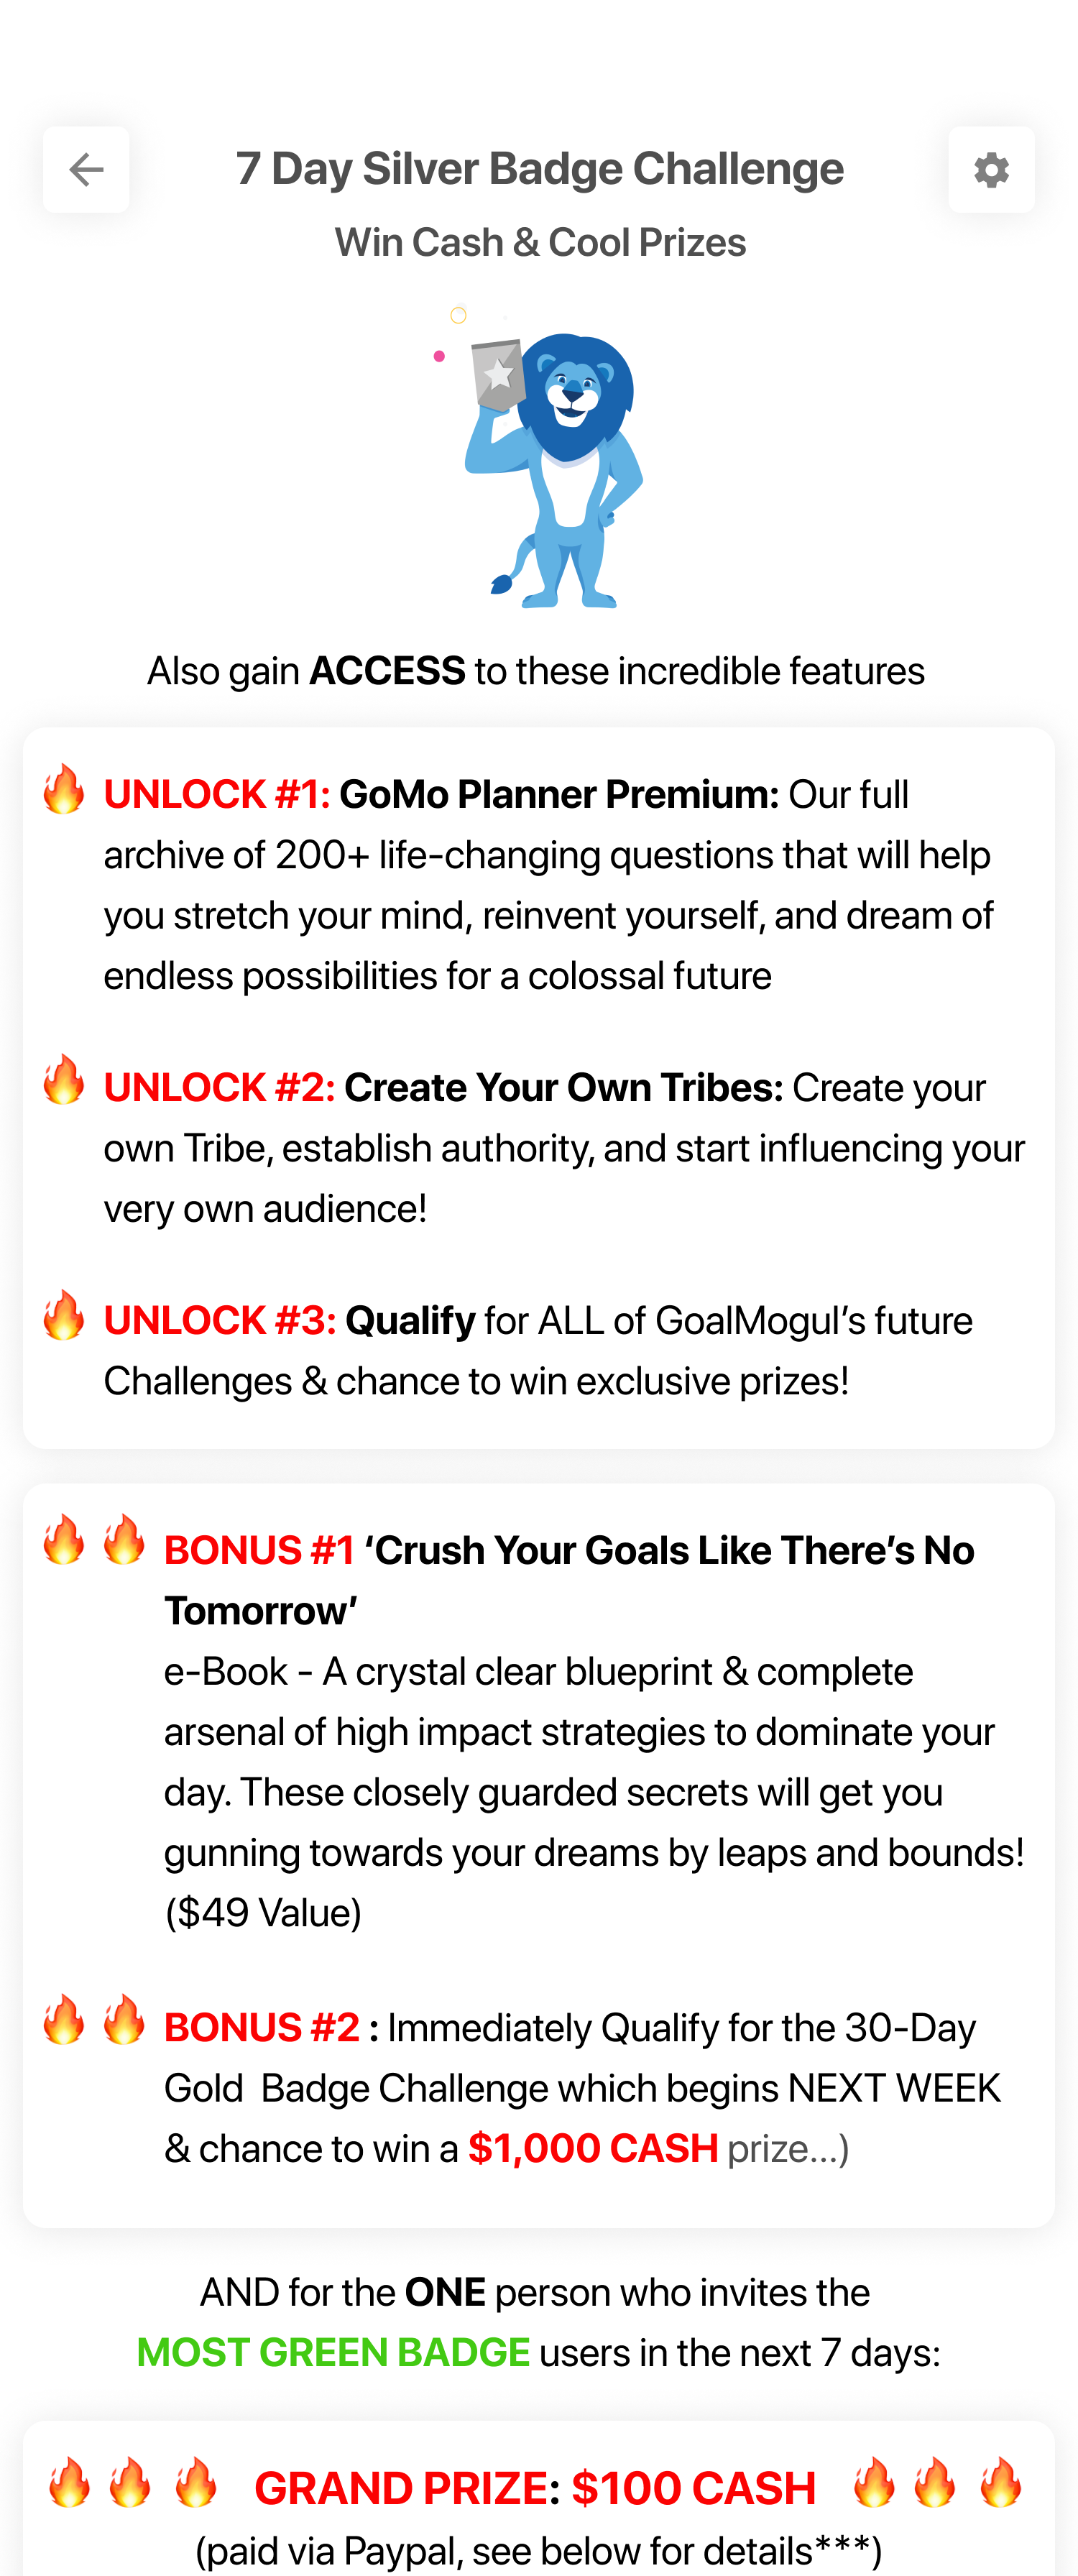 7 Day Silver Badge Challenge
Win Cash & Cool Prizes
Also gain ACCESS to these incredible features
UNLOCK #1: GoMo Planner Premium: Our full
archive of 200+ life-changing questions that will help
you stretch your mind, reinvent yourself, and dream of
endless possibilities for a colossal future
UNLOCK #2: Create Your Own Tribes: Create your
own Tribe, establish authority, and start influencing your
very own audience!
UNLOCK #3: Qualify for ALL of GoalMogul’s future
Challenges & chance to win exclusive prizes!
BONUS #1 ‘Crush Your Goals Like There’s No
Tomorrow’
e-Book - A crystal clear blueprint & complete
arsenal of high impact strategies to dominate your
day. These closely guarded secrets will get you
gunning towards your dreams by leaps and bounds!
($49 Value)
BONUS #2 : Immediately Qualify for the 30-Day
Gold  Badge Challenge which begins NEXT WEEK
& chance to win a $1,000 CASH prize...)
AND for the ONE person who invites the
MOST GREEN BADGE users in the next 7 days:
GRAND PRIZE: $100 CASH
(paid via Paypal, see below for details***)